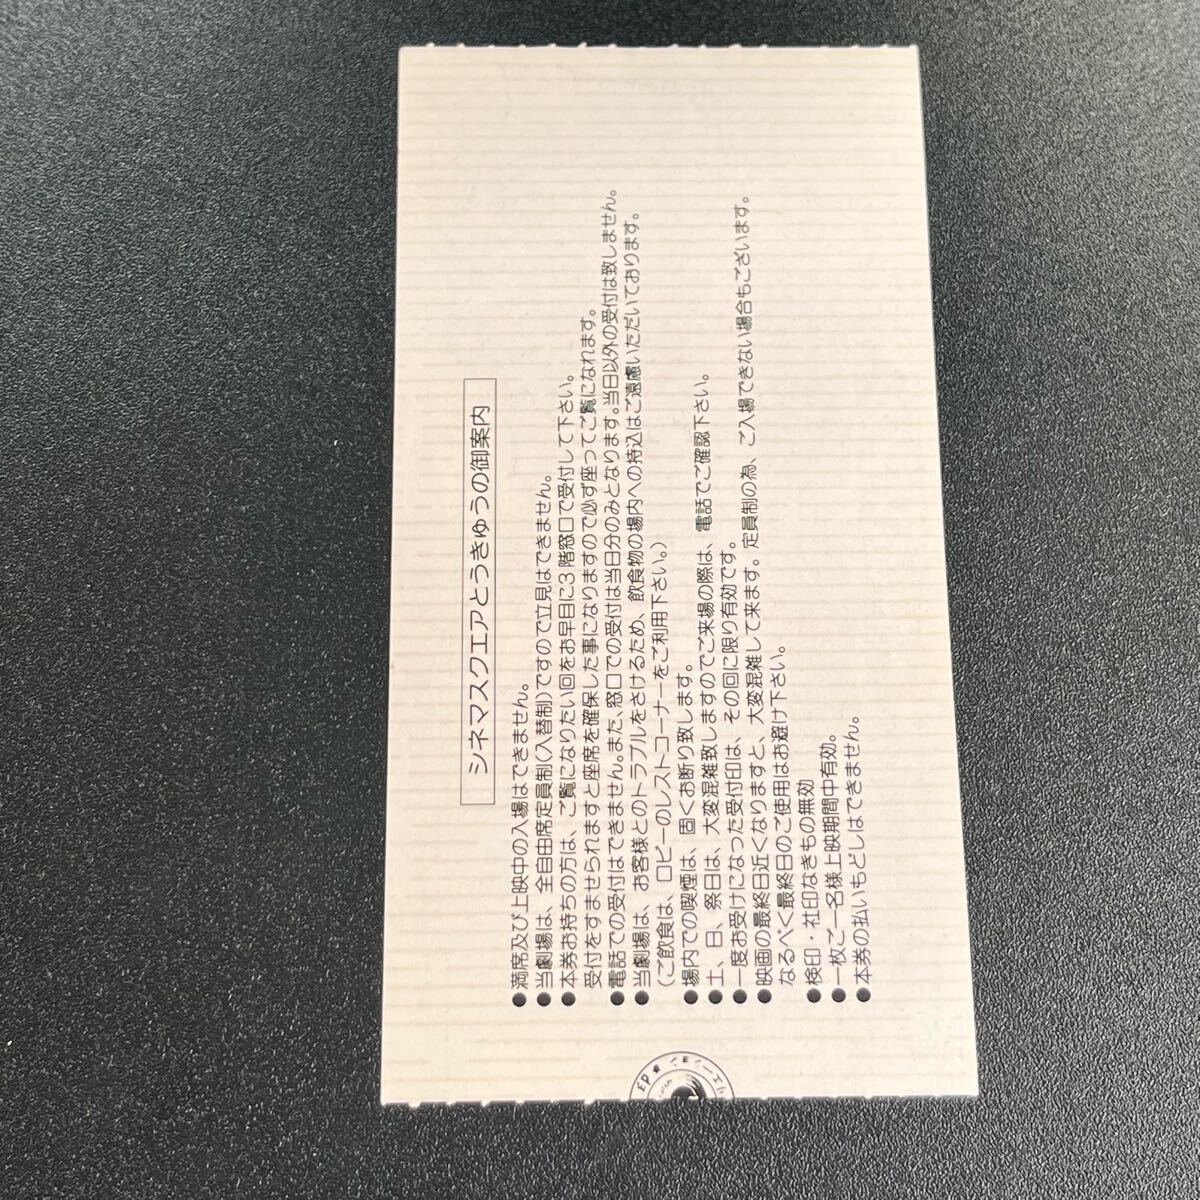 シネマスクエアとうきゅうの御案内
●満席及び上映中の入場はできません。
●当劇場は、全自由席定員制(入替制)ですので立見はできません。
●本券お持ちの方は、ご覧になりたい回をお早目に3階窓口で受付して下さい。
受付をすませられますと座席を確保した事になりますので必ず座ってご覧になれます。
●電話での受付はできません。また、窓口での受付は当日分のみとなります。当日以外の受付は致しません。
●当劇場は、お客様とのトラブルをさけるため、飲食物の場内への持込はご遠慮いただいております。
(ご飲食は、ロビーのレストコーナーをご利用下さい。)
●場内での喫煙は、固くお断り致します。
●土、日、祭日は、大変混雑致しますのでご来場の際は、電話でご確認下さい。
●一度お受けになった受付印は、その回に限り有効です。
●映画の最終日近くなりますと、大変混雑して来ます。定員制の為、ご入場できない場合もございます。
なるべく最終日のご使用はお避け下さい。
●検印・社印なきもの無効
●一枚ご一名様上映期間中有効。
●本券の払いもどしはできません。